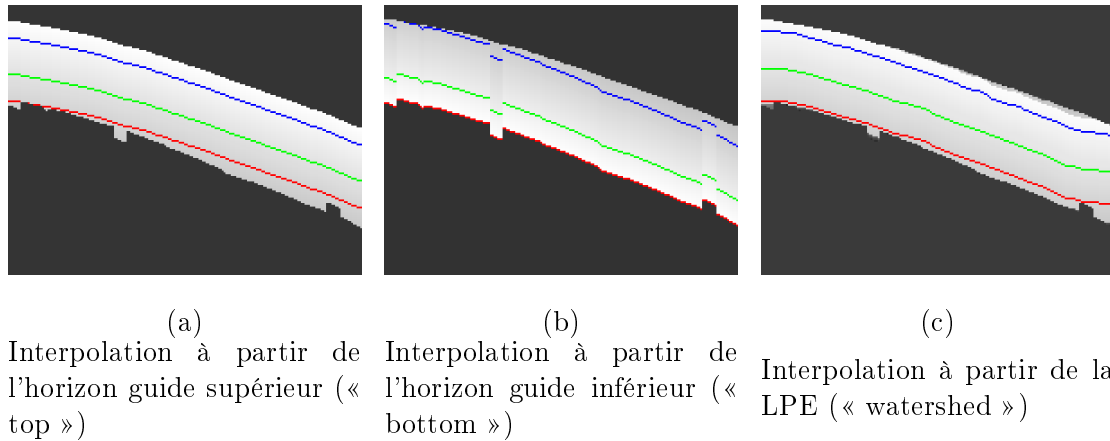 (a)
Interpolation à partir de
l'horizon guide supérieur («
top »)
(b)
Interpolation à partir de
l'horizon guide inférieur («
bottom »)
(c)
Interpolation à partir de la
LPE (« watershed »)